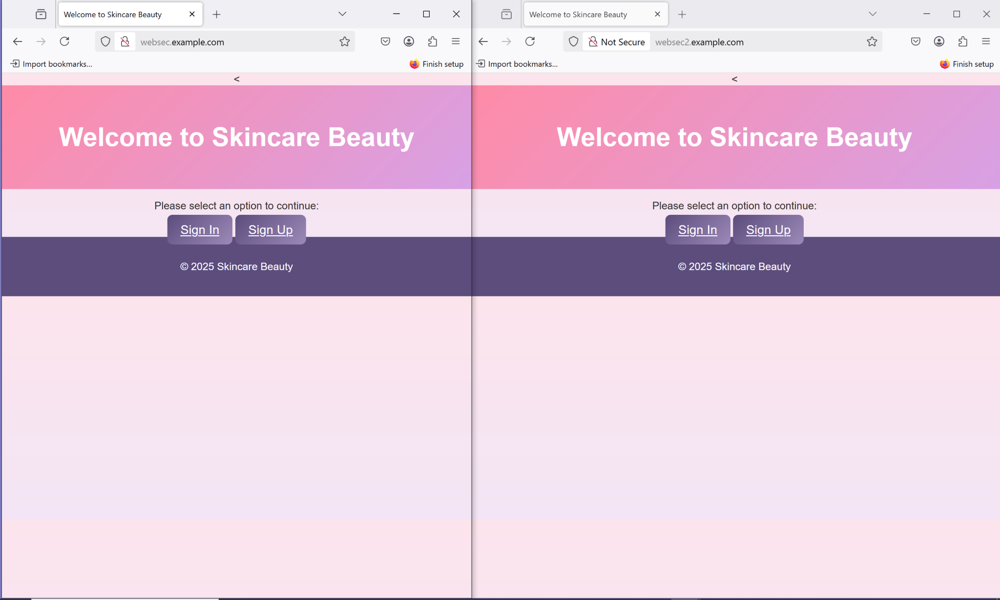 Welcome to Skincare Beauty
websec.example.com
Import bookmarks...
Finish setup
<
Welcome to Skincare Beauty
Please select an option to continue:
Sign In Sign Up
© 2025 Skincare Beauty
Welcome to Skincare Beauty
Not Secure websec2.example.com
Import bookmarks...
Finish setup
<
Welcome to Skincare Beauty
Please select an option to continue:
Sign In Sign Up
© 2025 Skincare Beauty